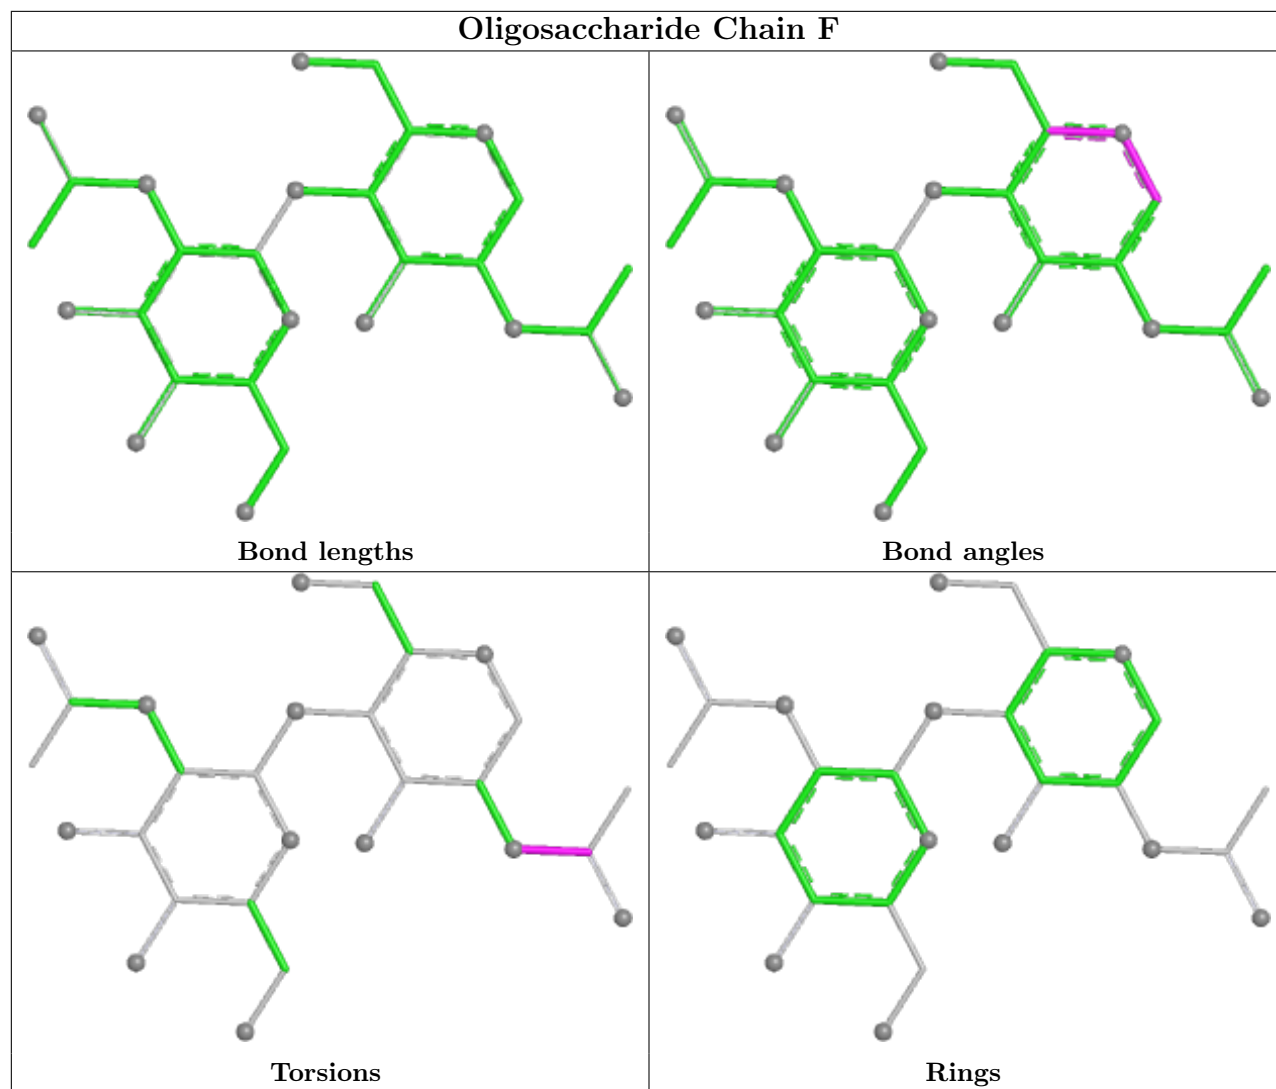 Oligosaccharide Chain F
Bond lengths
Bond angles
Torsions
Rings